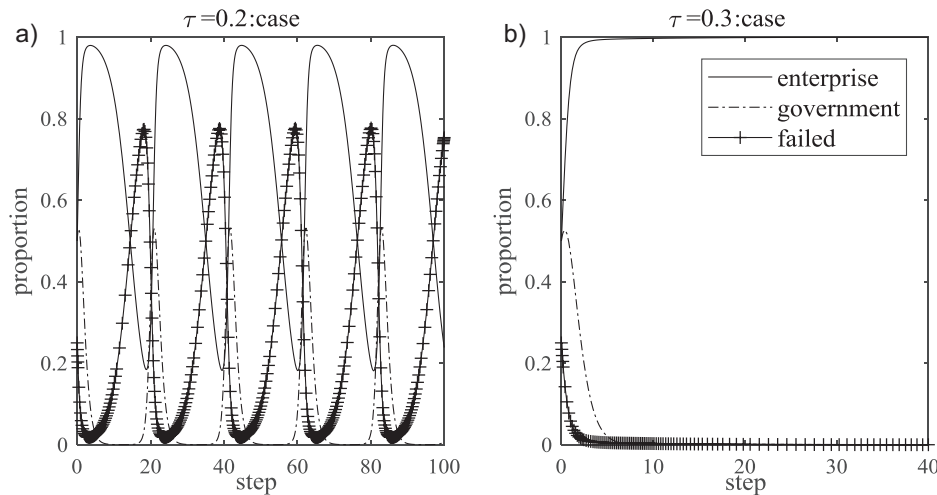 a)
τ=0.2:case
proportion
1
0.8
0.6
0.4
0.2
0
0 20 40 60 80 100
step
b)
τ=0.3:case
proportion
1
0.8
0.6
0.4
0.2
0
enterprise
government
failed
0 10 20 30 40
step